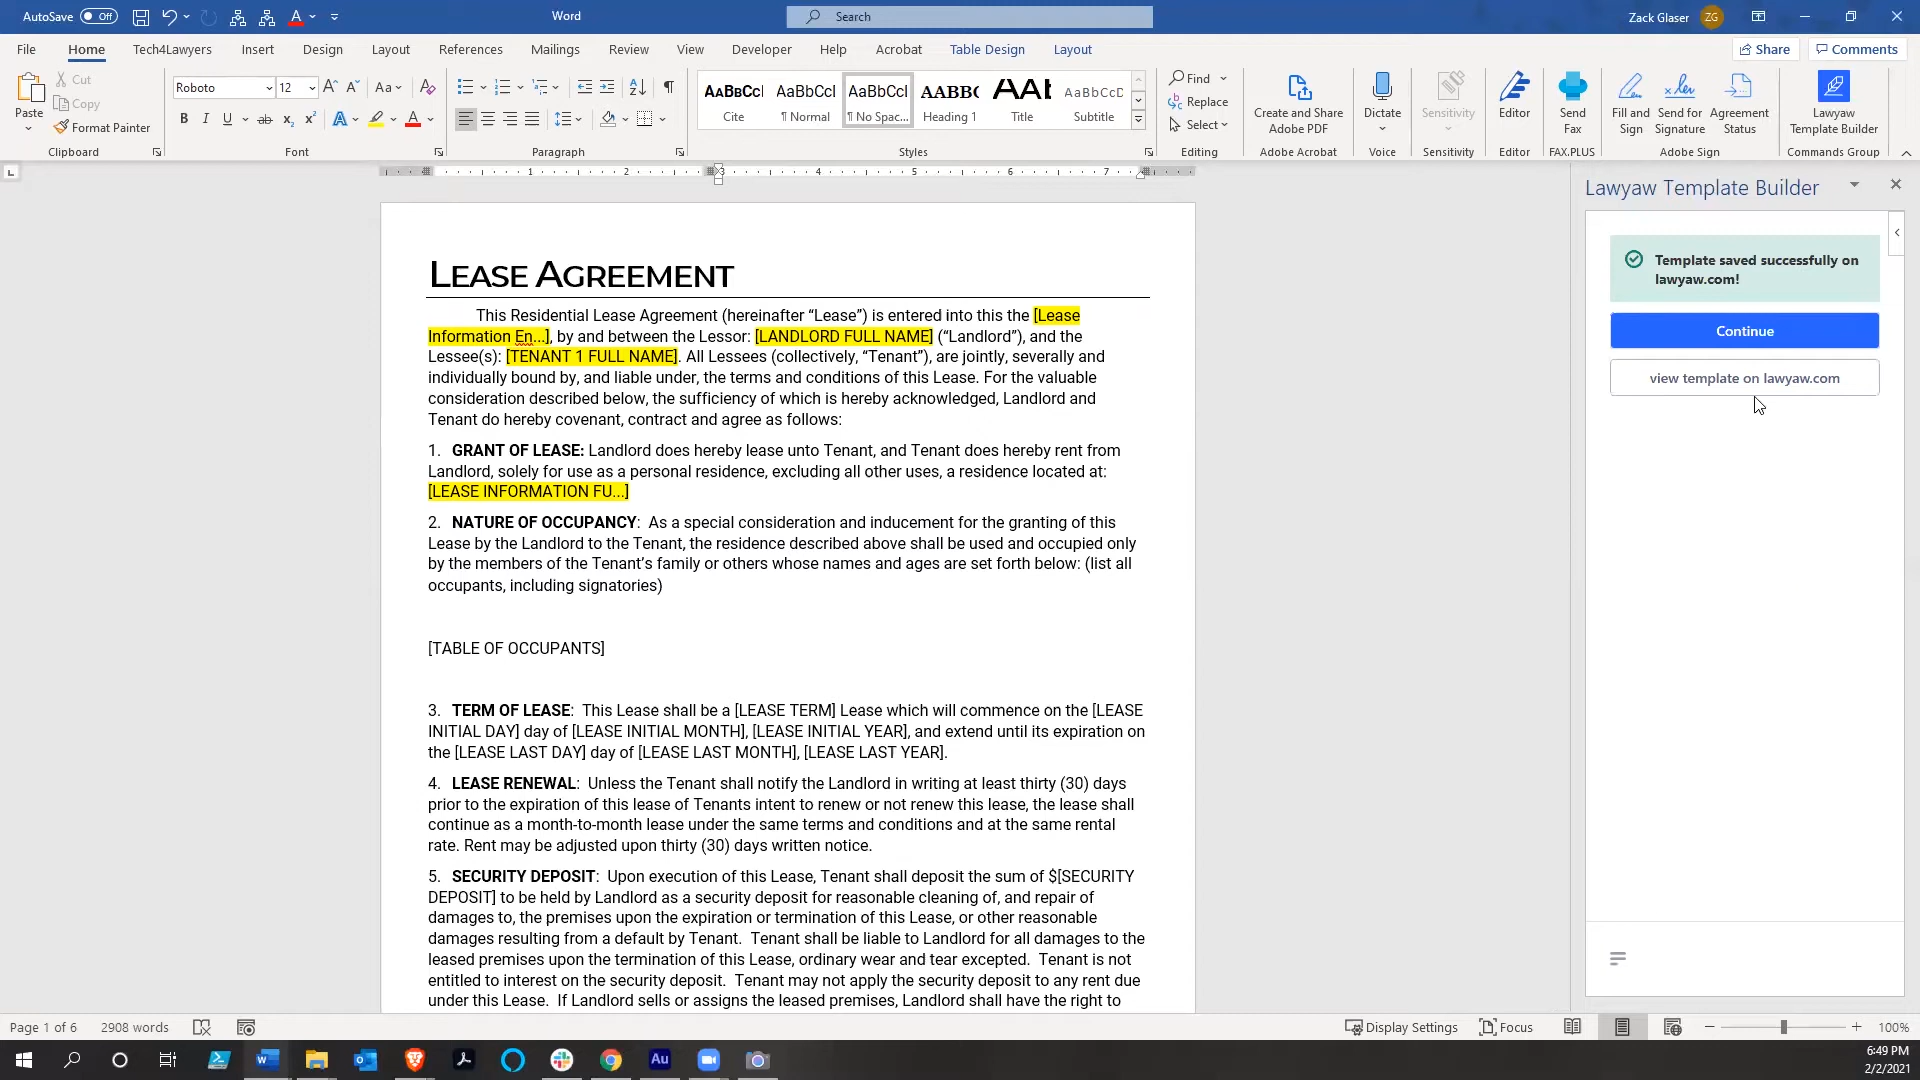 AutoSave Off
Word
Search
Zack Glaser ZG
File Home Tech4Lawyers Insert Design Layout References Mailings Review View Developer Help Acrobat Table Design Layout
Share Comments
Paste
Cut
Copy
Format Painter
Clipboard
Roboto 12
Font
Paragraph
AaBbCcI AaBbCcI AaBbCcI AABBC AAB AaBbCcD
Cite ¶ Normal ¶ No Spac... Heading 1 Title Subtitle
Styles
Find
Replace
Select
Editing
Create and Share Adobe PDF
Adobe Acrobat
Dictate
Voice
Sensitivity
Sensitivity
Editor
Editor
Send Fax
FAX.PLUS
Fill and Sign
Send for Signature
Agreement Status
Adobe Sign
Lawyaw Template Builder
Commands Group
1 2 3 4 5 6 7
LEASE AGREEMENT
This Residential Lease Agreement (hereinafter “Lease”) is entered into this the [Lease
Information En...], by and between the Lessor: [LANDLORD FULL NAME] (“Landlord”), and the
Lessee(s): [TENANT 1 FULL NAME]. All Lessees (collectively, “Tenant”), are jointly, severally and
individually bound by, and liable under, the terms and conditions of this Lease. For the valuable
consideration described below, the sufficiency of which is hereby acknowledged, Landlord and
Tenant do hereby covenant, contract and agree as follows:
1. GRANT OF LEASE: Landlord does hereby lease unto Tenant, and Tenant does hereby rent from
Landlord, solely for use as a personal residence, excluding all other uses, a residence located at:
[LEASE INFORMATION FU...]
2. NATURE OF OCCUPANCY: As a special consideration and inducement for the granting of this
Lease by the Landlord to the Tenant, the residence described above shall be used and occupied only
by the members of the Tenant’s family or others whose names and ages are set forth below: (list all
occupants, including signatories)
[TABLE OF OCCUPANTS]
3. TERM OF LEASE: This Lease shall be a [LEASE TERM] Lease which will commence on the [LEASE
INITIAL DAY] day of [LEASE INITIAL MONTH], [LEASE INITIAL YEAR], and extend until its expiration on
the [LEASE LAST DAY] day of [LEASE LAST MONTH], [LEASE LAST YEAR].
4. LEASE RENEWAL: Unless the Tenant shall notify the Landlord in writing at least thirty (30) days
prior to the expiration of this lease of Tenants intent to renew or not renew this lease, the lease shall
continue as a month-to-month lease under the same terms and conditions and at the same rental
rate. Rent may be adjusted upon thirty (30) days written notice.
5. SECURITY DEPOSIT: Upon execution of this Lease, Tenant shall deposit the sum of $[SECURITY
DEPOSIT] to be held by Landlord as a security deposit for reasonable cleaning of, and repair of
damages to, the premises upon the expiration or termination of this Lease, or other reasonable
damages resulting from a default by Tenant. Tenant shall be liable to Landlord for all damages to the
leased premises upon the termination of this Lease, ordinary wear and tear excepted. Tenant is not
entitled to interest on the security deposit. Tenant may not apply the security deposit to any rent due
under this Lease. If Landlord sells or assigns the leased premises, Landlord shall have the right to
Lawyaw Template Builder
Template saved successfully on
lawyaw.com!
Continue
view template on lawyaw.com
Page 1 of 6 2908 words
Display Settings Focus 100%
6:49 PM
2/2/2021